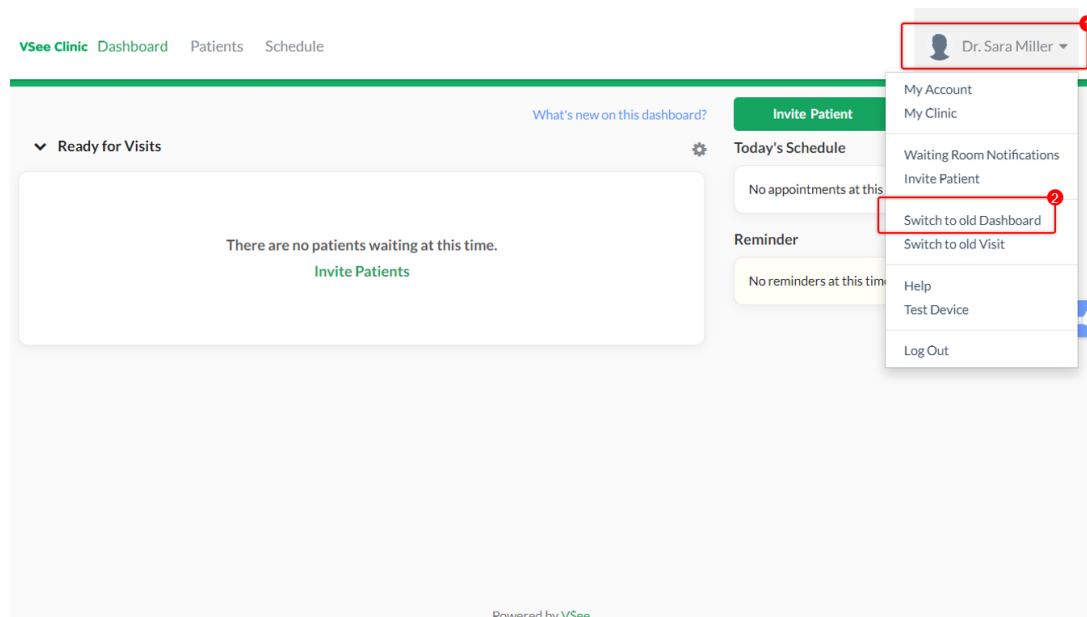 VSee Clinic Dashboard Patients Schedule
Dr. Sara Miller
What's new on this dashboard?
Ready for Visits
There are no patients waiting at this time.
Invite Patients
Invite Patient
Today's Schedule
No appointments at this
Reminder
No reminders at this
My Account
My Clinic
Waiting Room Notifications
Invite Patient
2
Switch to old Dashboard
Switch to old Visit
Help
Test Device
Log Out
Powered by VSee